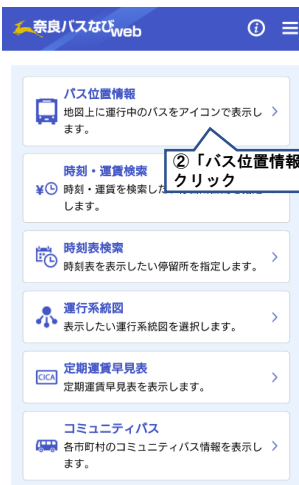 奈良バスなびweb
バス位置情報
地図上に運行中のバスをアイコンで表示し
ます。
②「バス位置情報
クリック
時刻・運賃検索
時刻・運賃を検索した
します。
時刻表検索
時刻表を表示したい停留所を指定します。
運行系統図
表示したい運行系統図を選択します。
CICA
定期運賃早見表
定期運賃早見表を表示します。
コミュニティバス
各市町村のコミュニティバス情報を表示し
ます。